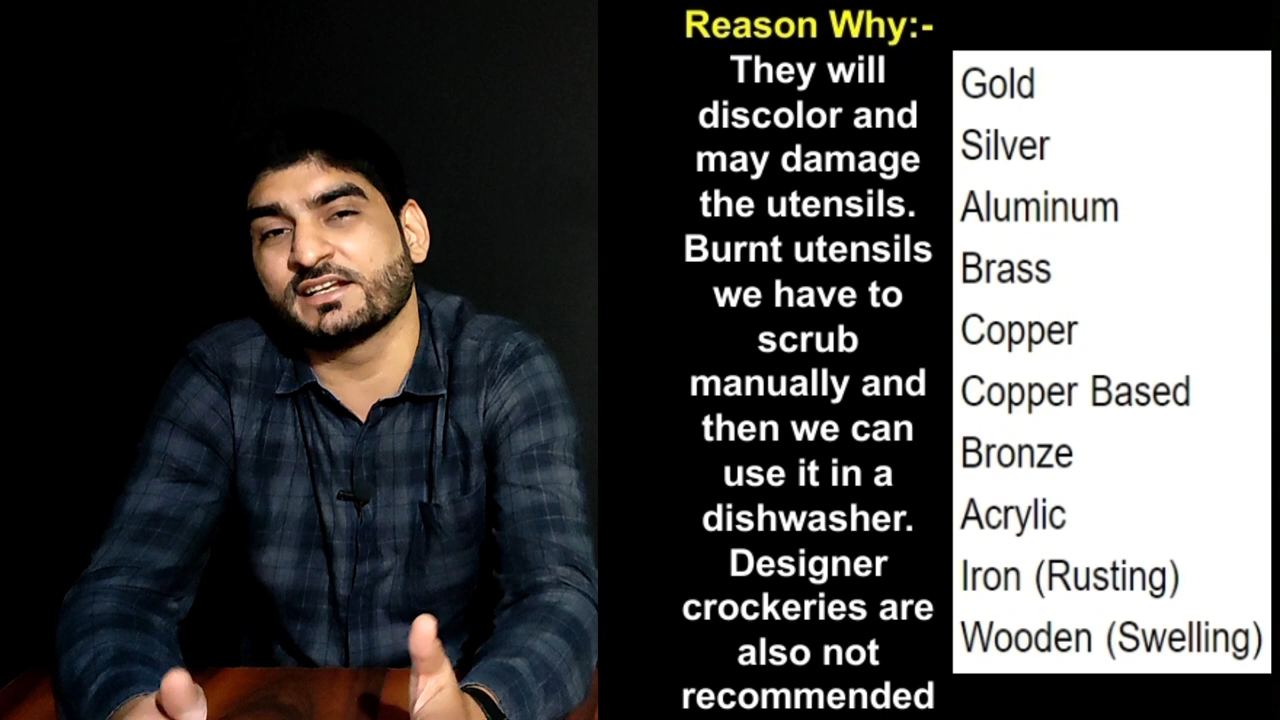 Reason Why:-
They will
discolor and
may damage
the utensils.
Burnt utensils
we have to
scrub
manually and
then we can
use it in a
dishwasher.
Designer
crockeries are
also not
recommended
Gold
Silver
Aluminum
Brass
Copper
Copper Based
Bronze
Acrylic
Iron (Rusting)
Wooden (Swelling)